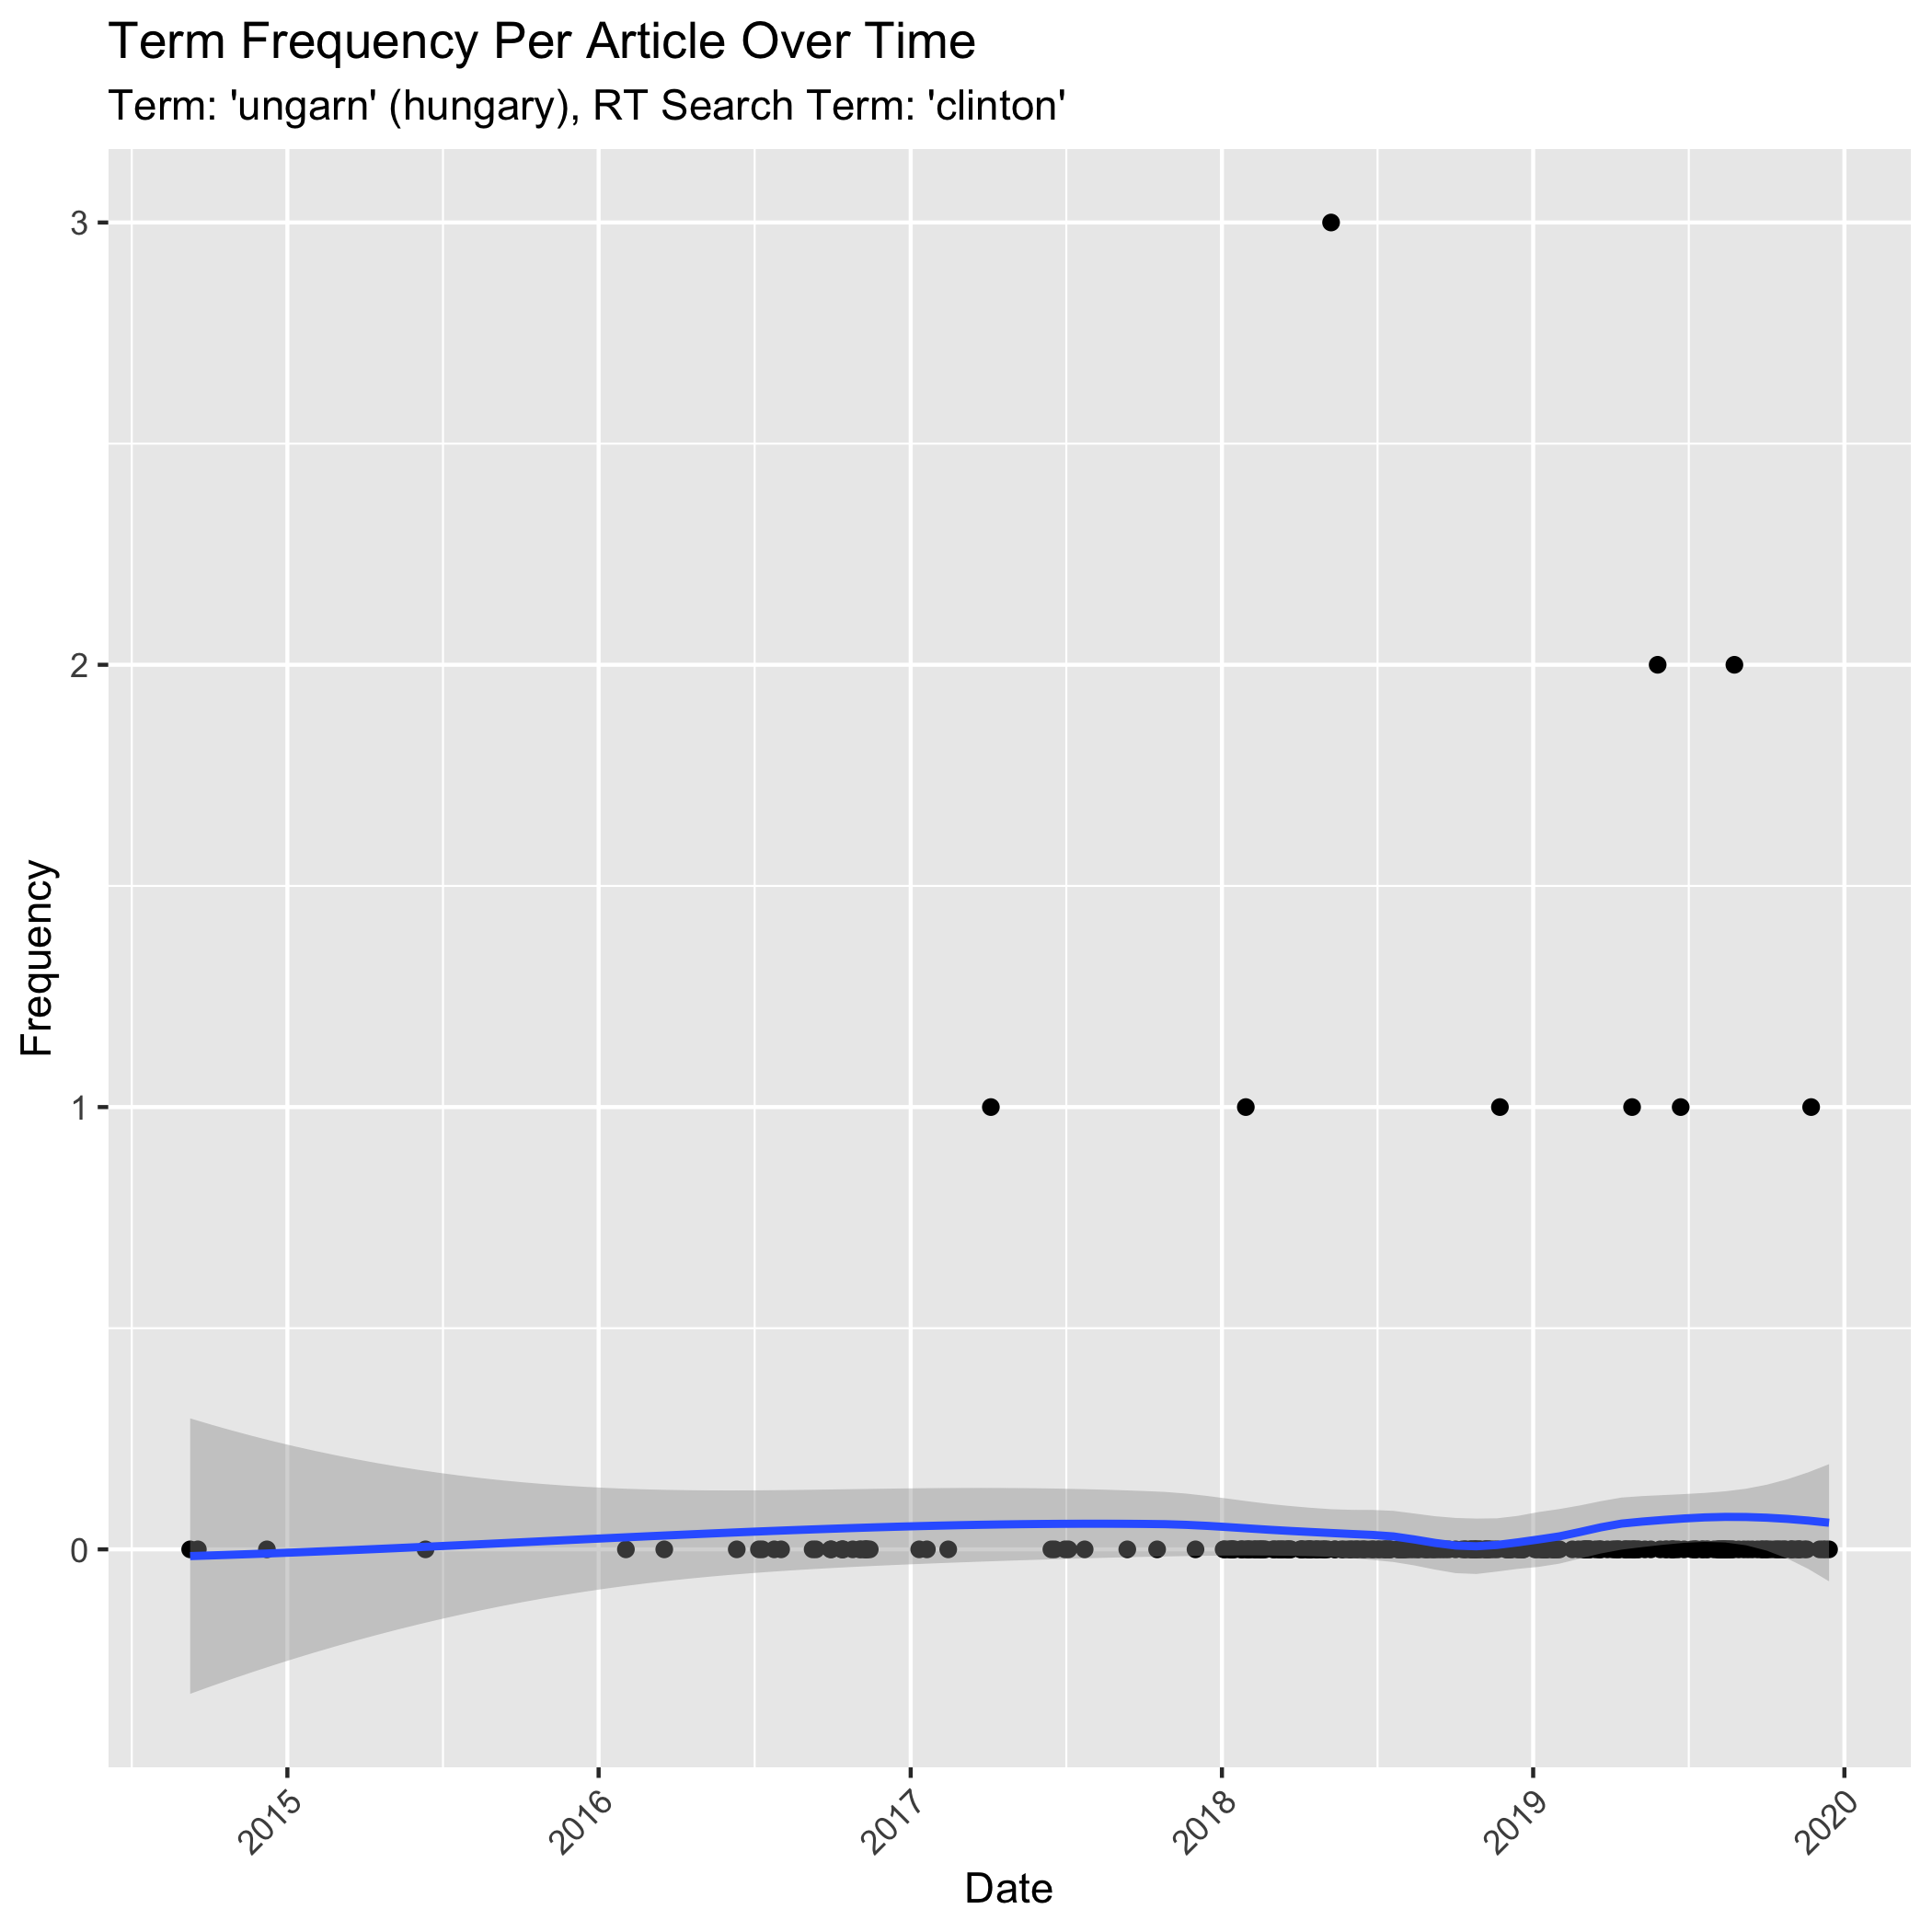 Term Frequency Per Article Over Time
Term: 'ungarn' (hungary), RT Search Term: 'clinton'
3
2
1
0
Frequency
2015
2016
2017
2018
2019
2020
Date